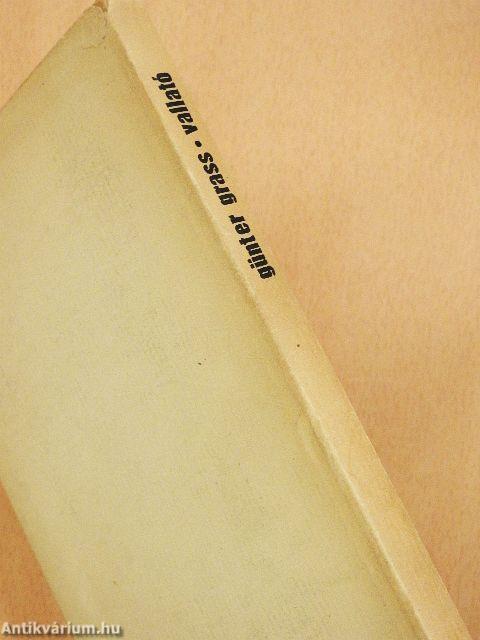 günter grass • vallató
Antikvárium.hu